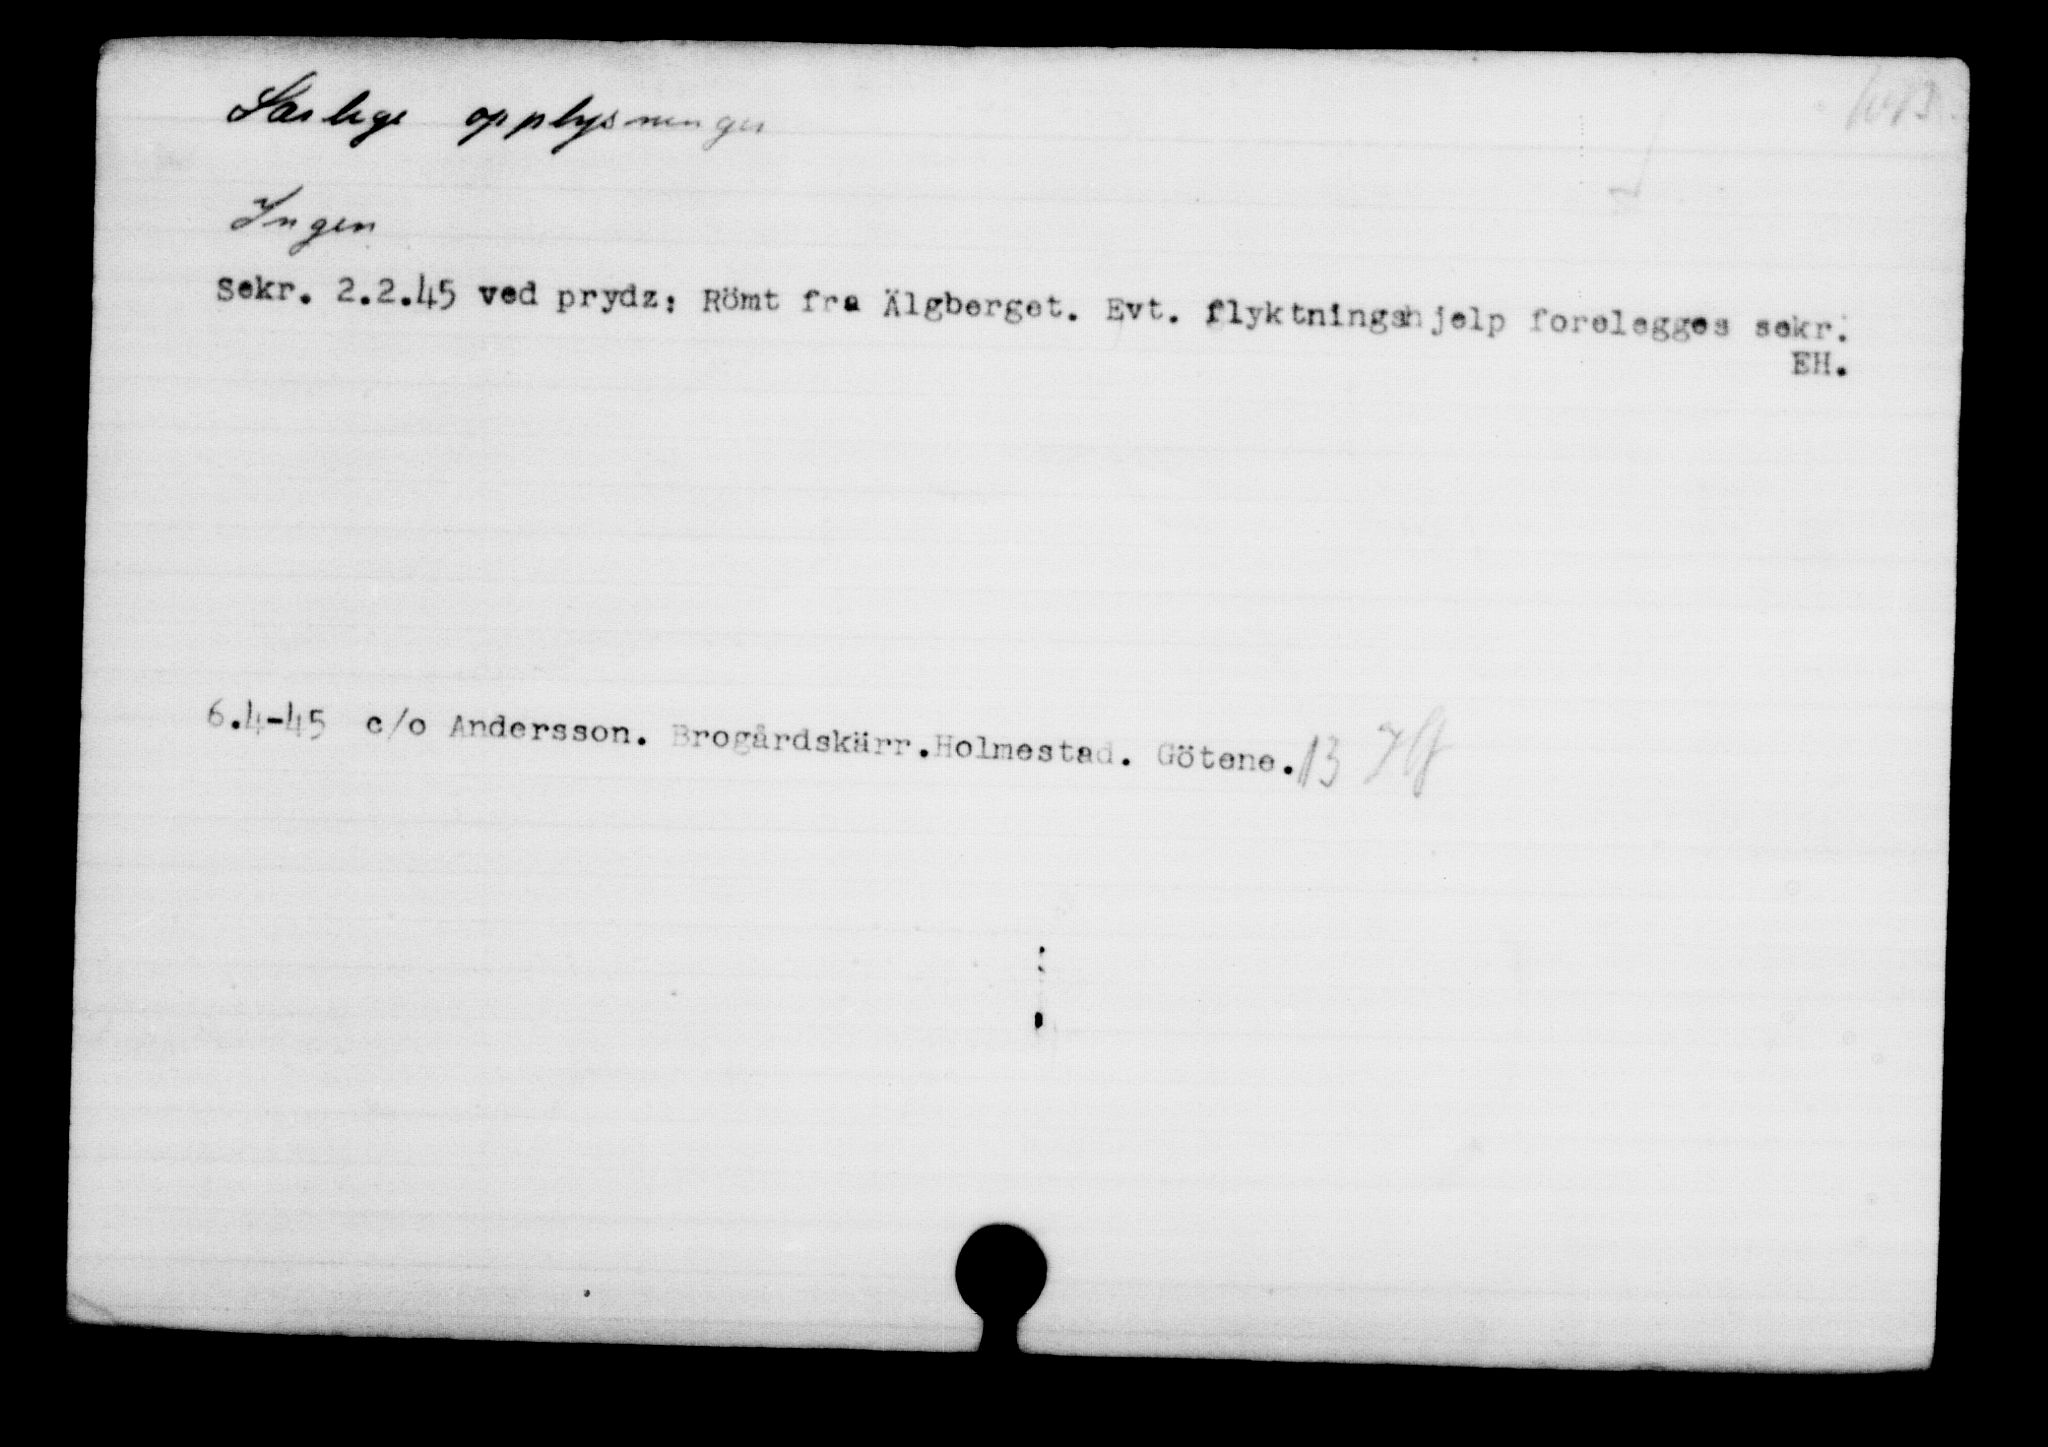 Særlige opplysninger
Ingen
Sekr. 2.2.45 ved prydz: Römt fra Älgberget. Evt. flyktningshjelp forelegges sekr.
EH.
6.4-45 c/o Andersson. Brogårdskärr.Holmestad. Götene. 13